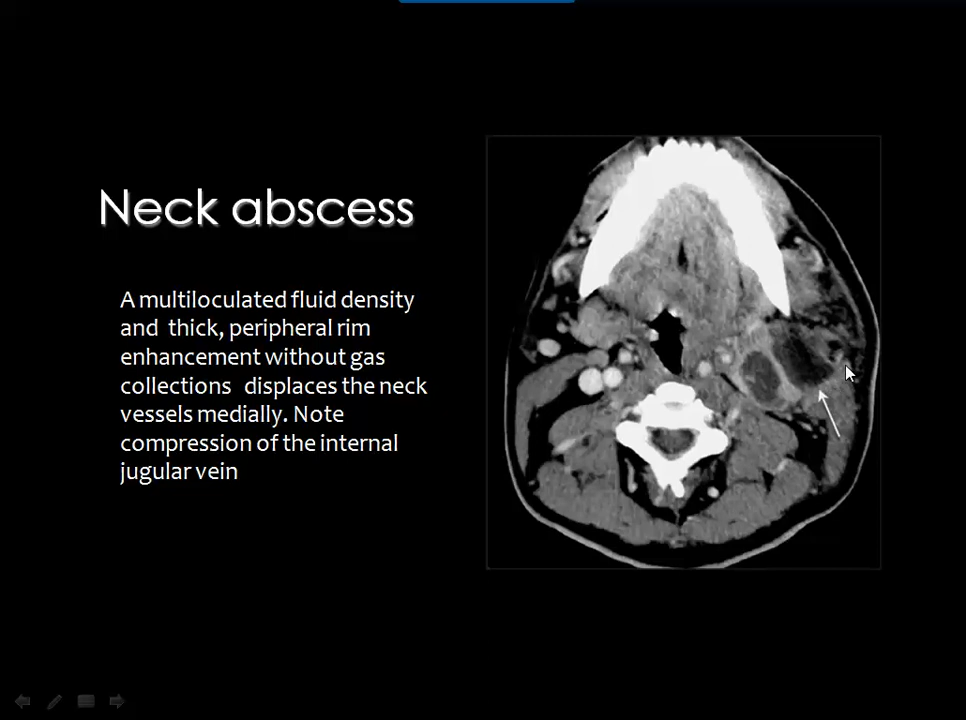 Neck abscess
A multiloculated fluid density
and thick, peripheral rim
enhancement without gas
collections displaces the neck
vessels medially. Note
compression of the internal
jugular vein